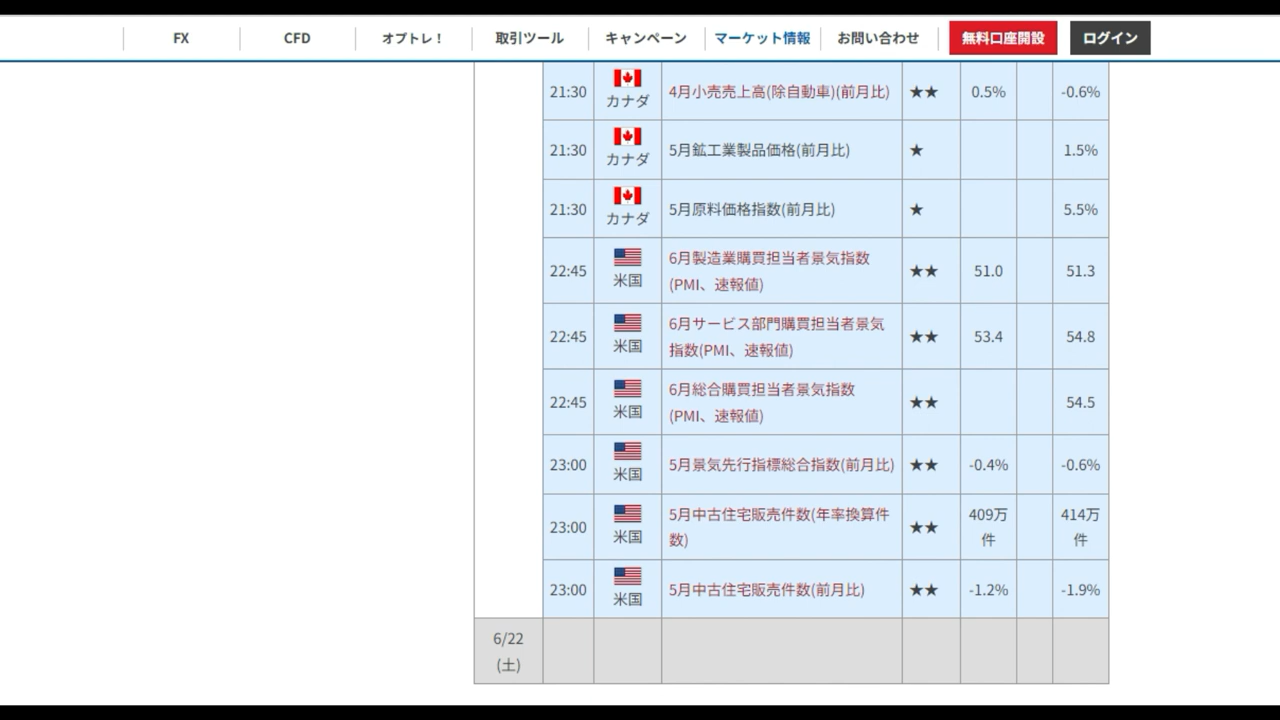 FX CFD オプトレ！ 取引ツール キャンペーン マーケット情報 お問い合わせ 無料口座開設 ログイン
21:30 カナダ 4月小売売上高(除自動車)(前月比) ★★ 0.5% -0.6%
21:30 カナダ 5月鉱工業製品価格(前月比) ★ 1.5%
21:30 カナダ 5月原料価格指数(前月比) ★ 5.5%
22:45 米国 6月製造業購買担当者景気指数
(PMI、速報値) ★★ 51.0 51.3
22:45 米国 6月サービス部門購買担当者景気
指数(PMI、速報値) ★★ 53.4 54.8
22:45 米国 6月総合購買担当者景気指数
(PMI、速報値) ★★ 54.5
23:00 米国 5月景気先行指標総合指数(前月比) ★★ -0.4% -0.6%
23:00 米国 5月中古住宅販売件数(年率換算件
数) ★★ 409万
件 414万
件
23:00 米国 5月中古住宅販売件数(前月比) ★★ -1.2% -1.9%
6/22
(土)